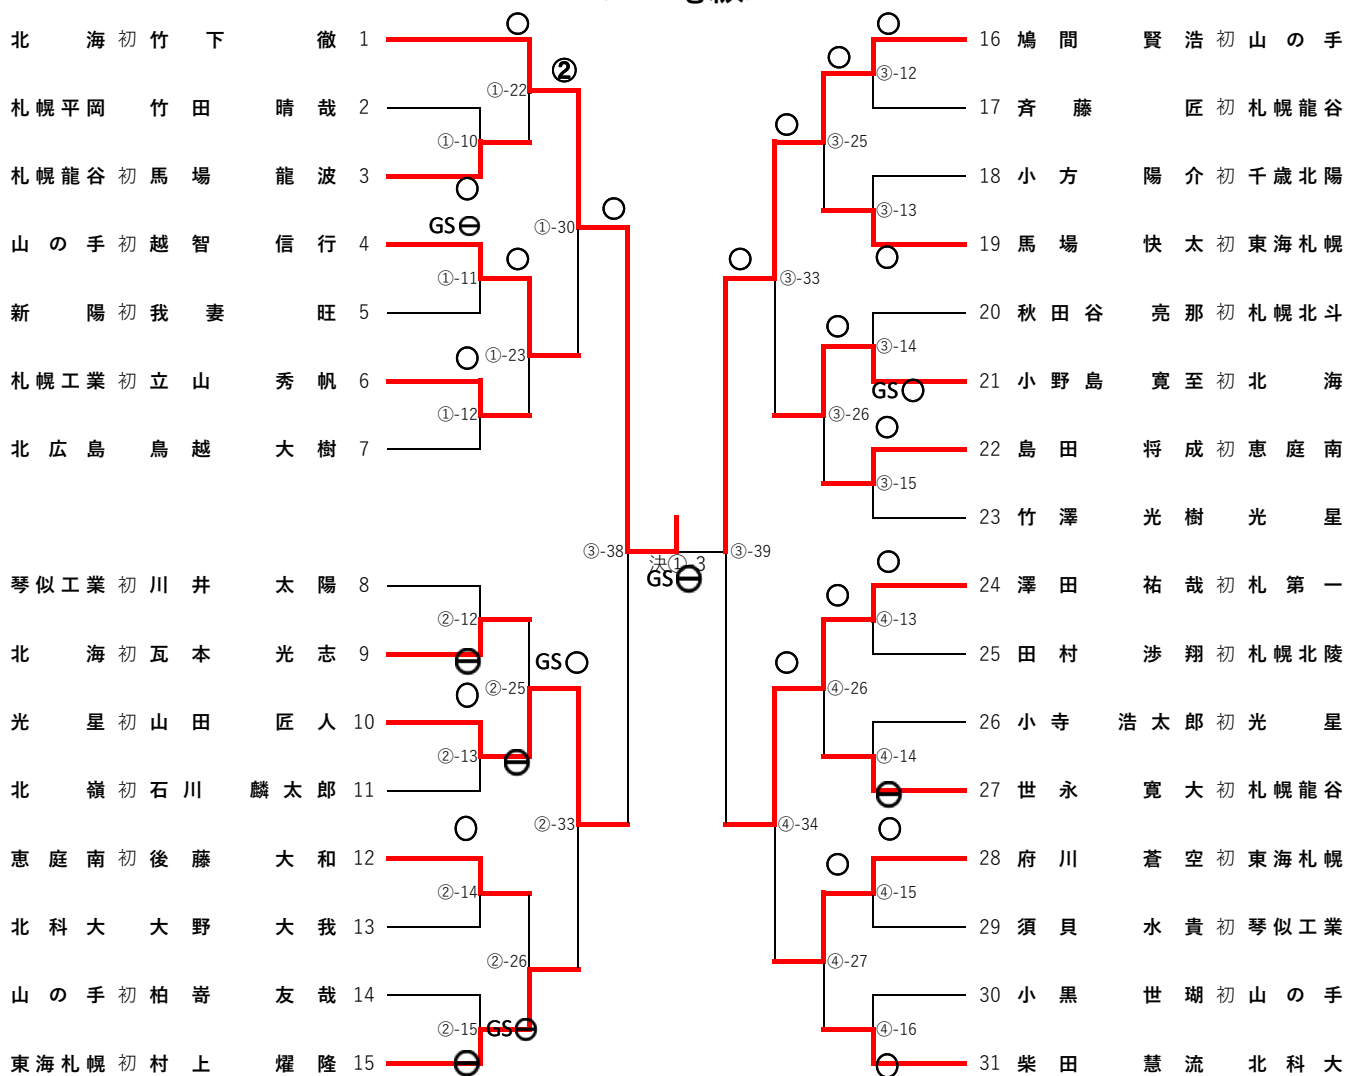 北海 初 竹下 徹 1
札幌平岡 竹田 晴哉 2
札幌龍谷 初 馬場 龍波 3
山の手 初 越智 信行 4
新陽 初 我妻 旺 5
札幌工業 初 立山 秀帆 6
北広島 鳥越 大樹 7
琴似工業 初 川井 太陽 8
北海 初 瓦本 光志 9
光星 初 山田 匠人 10
北嶺 初 石川 麟太郎 11
恵庭南 初 後藤 大和 12
北科大 大野 大我 13
山の手 初 柏嵜 友哉 14
東海札幌 初 村上 燿隆 15
①-10
GS
①-11
①-12
②-12
②-13
②-14
②-15
①-22
①-23
②-25
②-26
GS
②
①-30
GS
②-33
③-38
決①-3
GS
③-39
③-33
④-34
③-25
③-26
④-26
④-27
③-12
③-13
③-14
GS
③-15
④-13
④-14
④-15
④-16
16 鳩間 賢浩 初 山の手
17 斉藤 匠 初 札幌龍谷
18 小方 陽介 初 千歳北陽
19 馬場 快太 初 東海札幌
20 秋田谷 亮那 初 札幌北斗
21 小野島 寛至 初 北海
22 島田 将成 初 恵庭南
23 竹澤 光樹 光星
24 澤田 祐哉 初 札第一
25 田村 渉翔 初 札幌北陵
26 小寺 浩太郎 初 光星
27 世永 寛大 初 札幌龍谷
28 府川 蒼空 初 東海札幌
29 須貝 水貴 初 琴似工業
30 小黒 世瑚 初 山の手
31 柴田 慧流 北科大